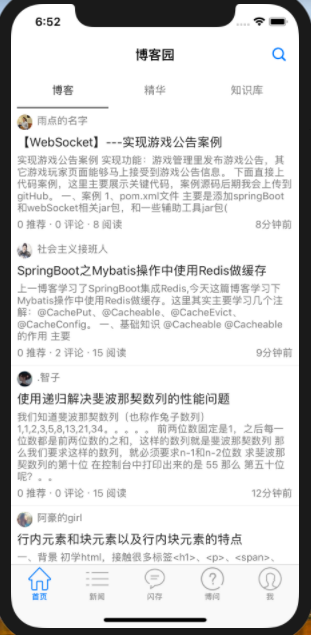 6:52
博客园
博客
精华
知识库
雨点的名字
【WebSocket】---实现游戏公告案例
实现游戏公告案例 实现功能：游戏管理里发布游戏公告，其
它游戏玩家页面能够马上接受到游戏公告信息。 下面直接上
代码案例，这里主要展示关键代码，案例源码后期我会上传到
gitHub。 一、案例 1、pom.xml文件 主要是添加springBoot
和webSocket相关jar包，和一些辅助工具jar包(
0 推荐 · 0 评论 · 8 阅读
8分钟前
社会主义接班人
SpringBoot之Mybatis操作中使用Redis做缓存
上一博客学习了SpringBoot集成Redis,今天这篇博客学习下
Mybatis操作中使用Redis做缓存。这里其实主要学习几个注
解：@CachePut、@Cacheable、@CacheEvict、
@CacheConfig。 一、基础知识 @Cacheable @Cacheable
的作用 主要
0 推荐 · 2 评论 · 15 阅读
9分钟前
.智子
使用递归解决斐波那契数列的性能问题
我们知道斐波那契数列（也称作兔子数列）
1,1,2,3,5,8,13,21,34。。。。。 前两位数固定是1，之后每一
位数都是前两位数的之和，这样的数列就是斐波那契数列 那
么我们要求这样的数列，就必须要求n-1和n-2位数 求斐波那
契数列的第十位 在控制台中打印出来的是 55 那么 第五十位
呢？。。
0 推荐 · 0 评论 · 15 阅读
12分钟前
阿豪的girl
行内元素和块元素以及行内块元素的特点
一、背景 初学html，接触很多标签<h1>、<p>、<span>、
首页
新闻
闪存
博问
我